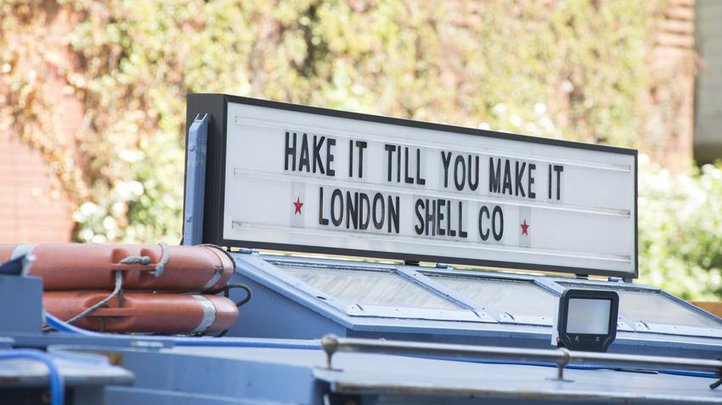 HAKE IT TILL YOU MAKE IT
LONDON SHELL CO